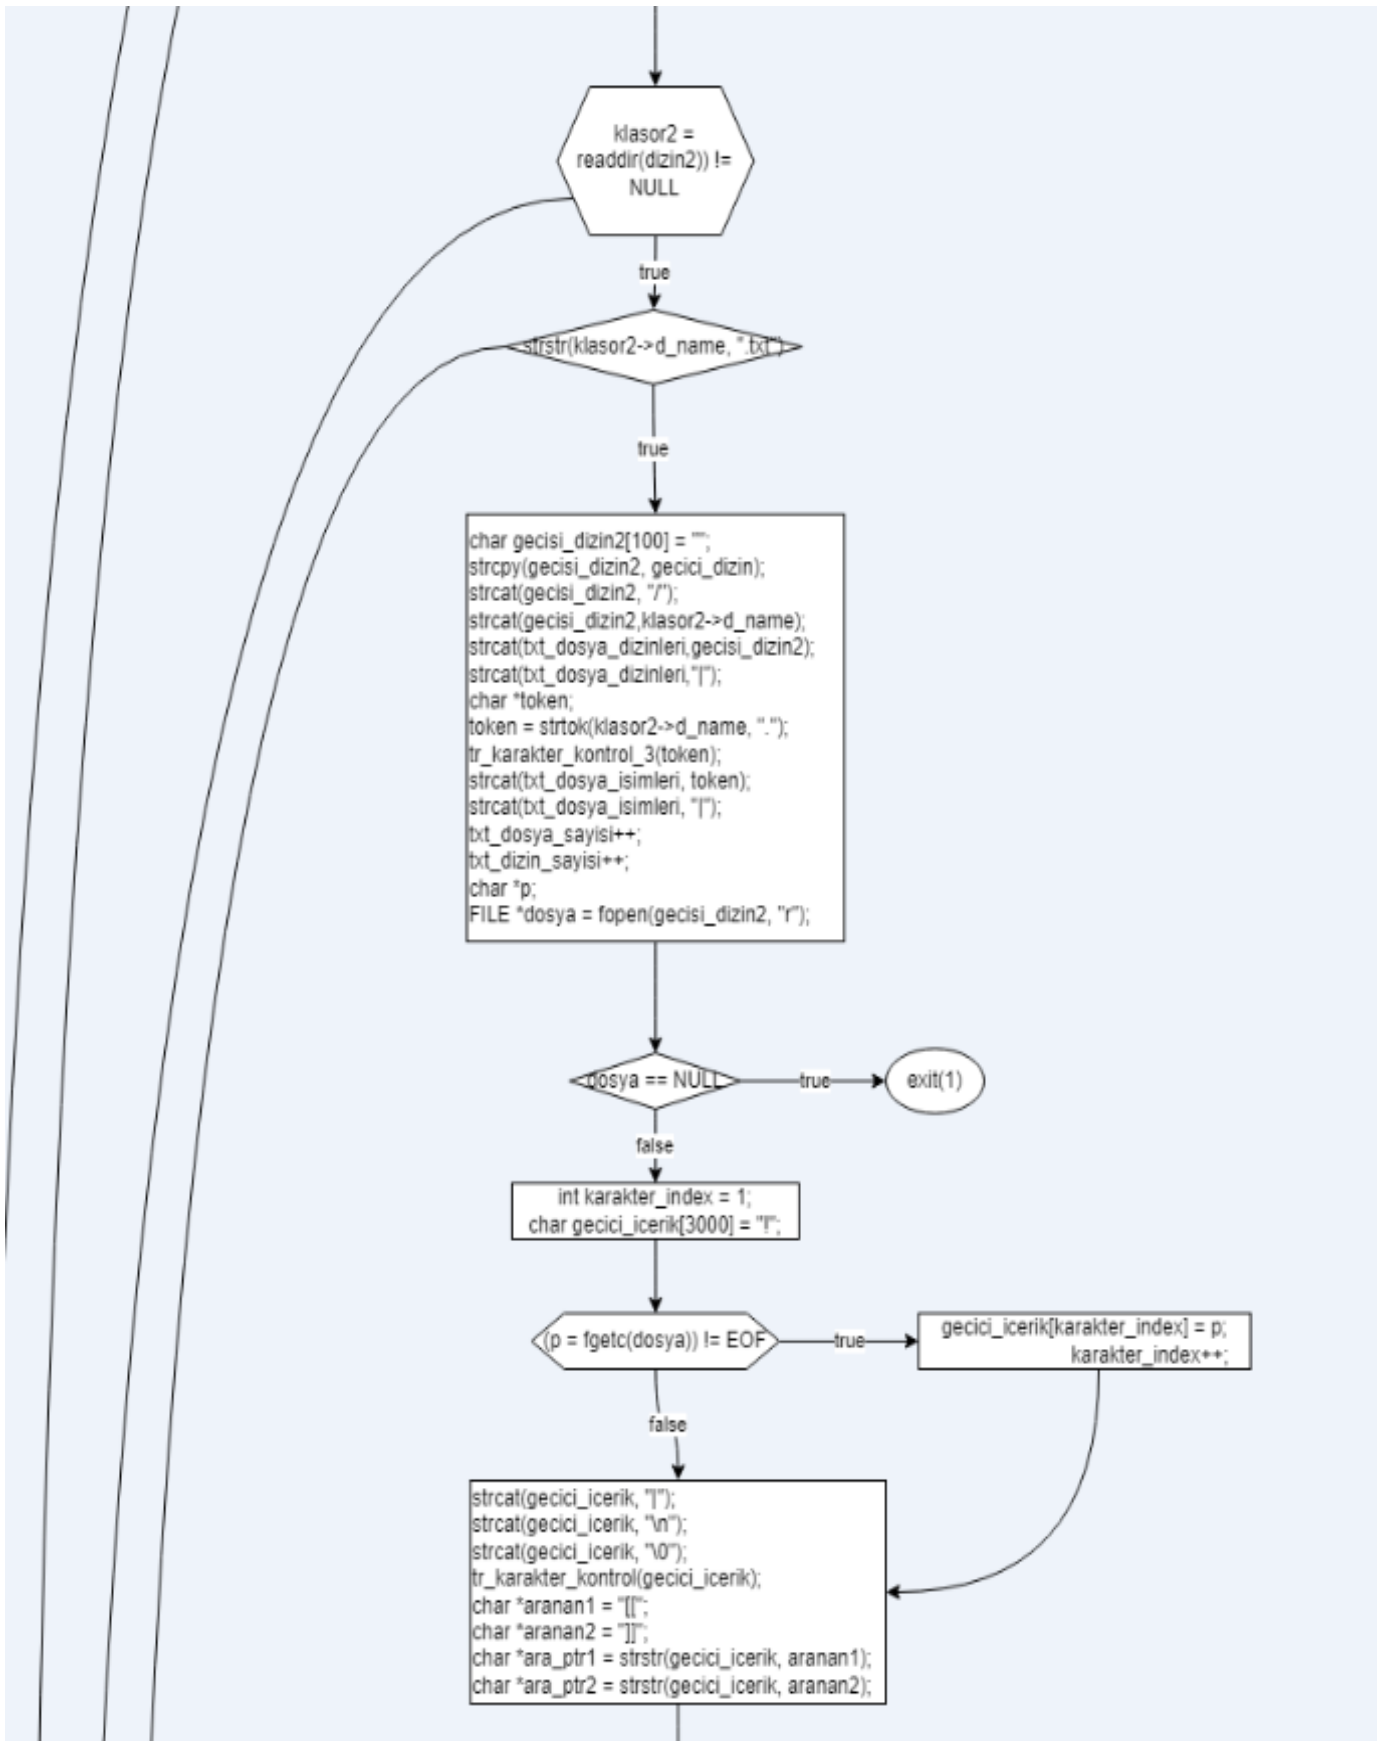 klasor2 =
readdir(dizin2)) !=
NULL
true
strstr(klasor2->d_name, ".txt")
true
char gecisi_dizin2[100] = "";
strcpy(gecisi_dizin2, gecici_dizin);
strcat(gecisi_dizin2, "/");
strcat(gecisi_dizin2,klasor2->d_name);
strcat(txt_dosya_dizinleri,gecisi_dizin2);
strcat(txt_dosya_dizinleri,"|");
char *token;
token = strtok(klasor2->d_name, ".");
tr_karakter_kontrol_3(token);
strcat(txt_dosya_isimleri, token);
strcat(txt_dosya_isimleri, "|");
txt_dosya_sayisi++;
txt_dizin_sayisi++;
char *p;
FILE *dosya = fopen(gecisi_dizin2, "r");
dosya == NULL
true
exit(1)
false
int karakter_index = 1;
char gecici_icerik[3000] = "!";
(p = fgetc(dosya)) != EOF
true
gecici_icerik[karakter_index] = p;
karakter_index++;
false
strcat(gecici_icerik, "|");
strcat(gecici_icerik, "\n");
strcat(gecici_icerik, "\0");
tr_karakter_kontrol(gecici_icerik);
char *aranan1 = "[[";
char *aranan2 = "]]";
char *ara_ptr1 = strstr(gecici_icerik, aranan1);
char *ara_ptr2 = strstr(gecici_icerik, aranan2);